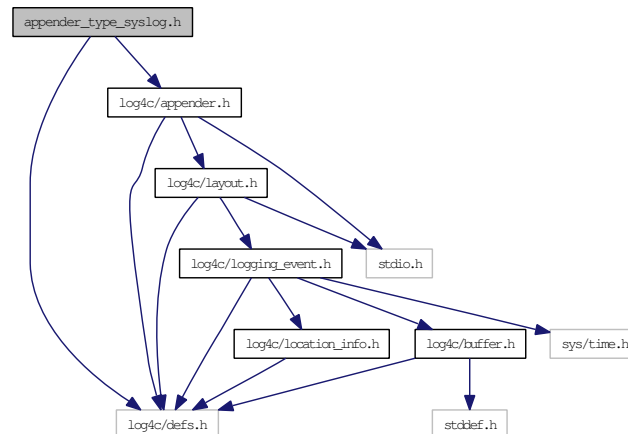 appender_type_syslog.h
log4c/appender.h
log4c/layout.h
log4c/logging_event.h
stdio.h
log4c/location_info.h
log4c/buffer.h
sys/time.h
log4c/defs.h
stddef.h